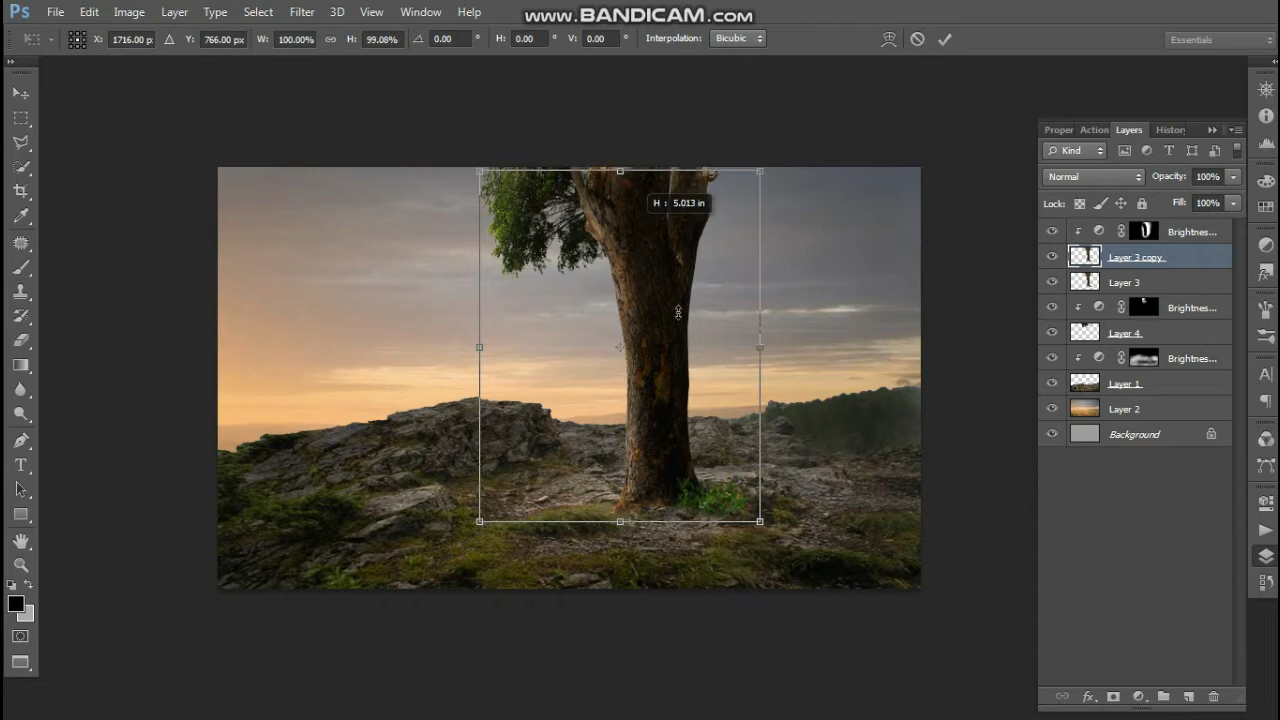 Ps File Edit Image Layer Type Select Filter 3D View Window Help
www.BANDICAM.com
X: 1716.00 p: Y: 766.00 px W: 100.00% H: 99.08% 0.00 ° H: 0.00 ° V: 0.00 ° Interpolation: Bicubic Essentials
Proper Action Layers History
Kind T
Normal Opacity: 100%
Lock: Fill: 100%
Brightnes...
Layer 3 copy
Layer 3
Brightnes...
Layer 4
Brightnes...
Layer 1
Layer 2
Background
H : 5.013 in
T
A
fx